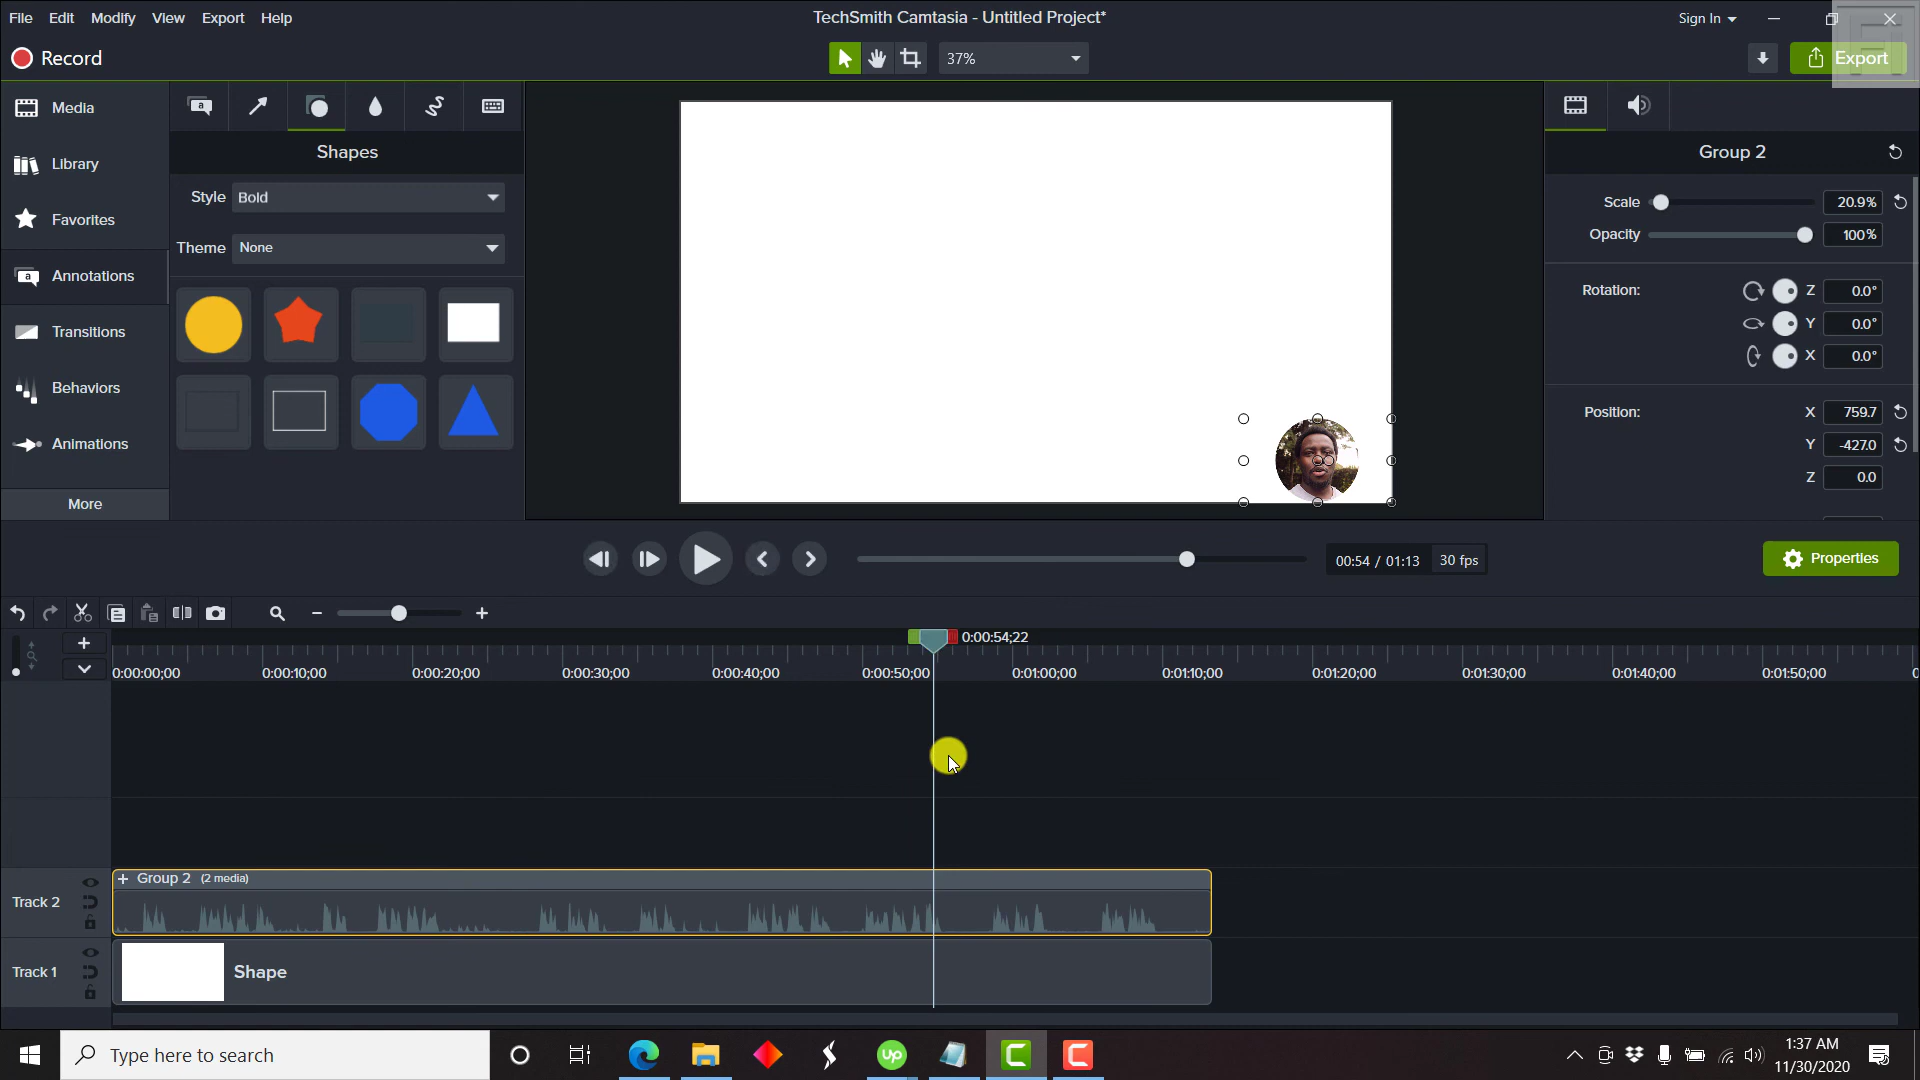 File Edit Modify View Export Help
TechSmith Camtasia - Untitled Project*
Sign In
Record
37%
Export
Media
Library
Favorites
Annotations
Transitions
Behaviors
Animations
More
a
Shapes
Style Bold
Theme None
Group 2
Scale 20.9%
Opacity 100%
Rotation: Z 0.0°
Y 0.0°
X 0.0°
Position: X 759.7
Y -427.0
Z 0.0
00:54 / 01:13 30 fps
Properties
0:00:54;22
0:00:00;00 0:00:10;00 0:00:20;00 0:00:30;00 0:00:40;00 0:00:50;00 0:01:00;00 0:01:10;00 0:01:20;00 0:01:30;00 0:01:40;00 0:01:50;00
Track 2
+ Group 2 (2 media)
Track 1
Shape
Type here to search
up
1:37 AM
11/30/2020